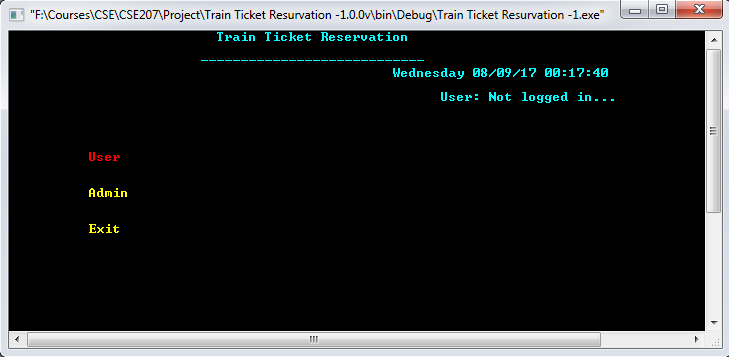 "F:\Courses\CSE\CSE207\Project\Train Ticket Resurvation -1.0.0v\bin\Debug\Train Ticket Resurvation -1.exe"
Train Ticket Reservation
____________________________
Wednesday 08/09/17 00:17:40
User: Not logged in...
User
Admin
Exit